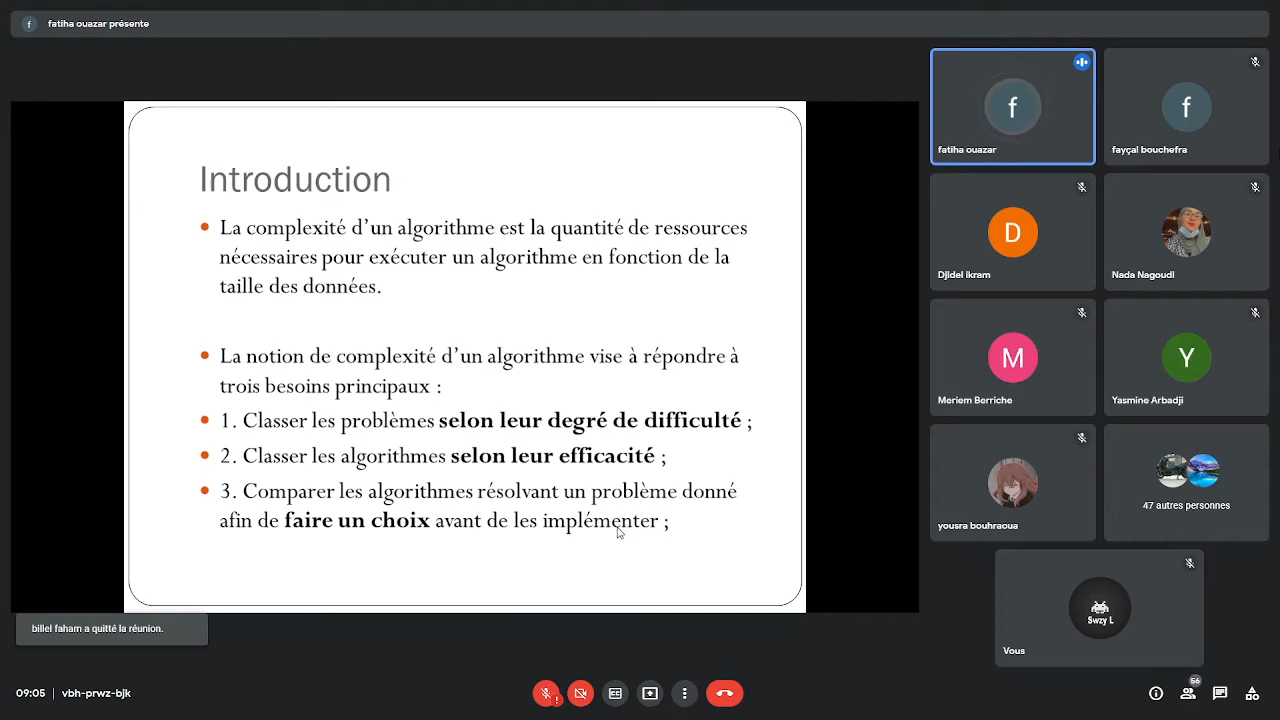 f fatiha ouazar présente
Introduction
• La complexité d’un algorithme est la quantité de ressources
nécessaires pour exécuter un algorithme en fonction de la
taille des données.
• La notion de complexité d’un algorithme vise à répondre à
trois besoins principaux :
• 1. Classer les problèmes selon leur degré de difficulté ;
• 2. Classer les algorithmes selon leur efficacité ;
• 3. Comparer les algorithmes résolvant un problème donné
afin de faire un choix avant de les implémenter ;
f
fatiha ouazar
f
fayçal bouchefra
D
Djidel Ikram
Nada Nagoudi
M
Meriem Berriche
Y
Yasmine Arbadji
yousra bouhraoua
47 autres personnes
Swzy L
Vous
billel faham a quitté la réunion.
09:05 | vbh-prwz-bjk
56